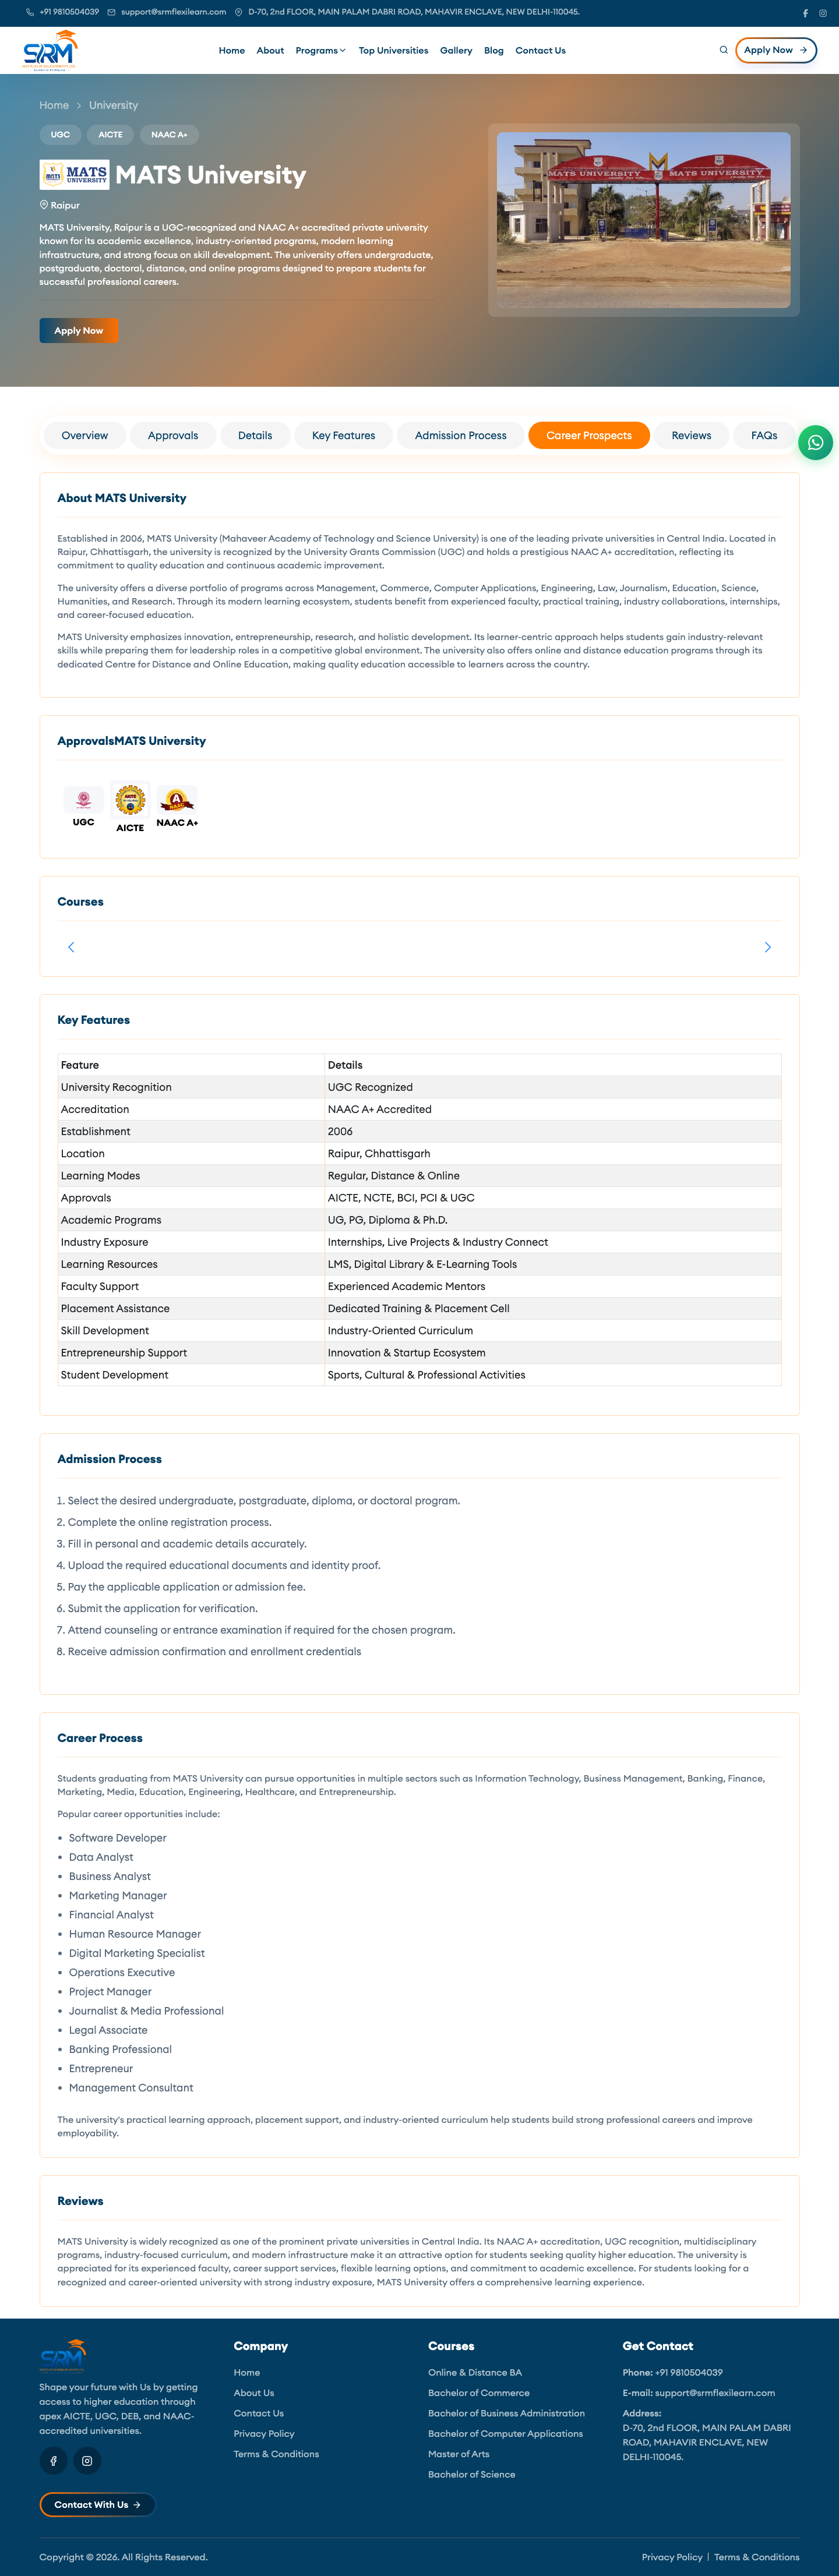 +91 9810504039 support@srmflexilearn.com D-70, 2nd FLOOR, MAIN PALAM DABRI ROAD, MAHAVIR ENCLAVE, NEW DELHI-110045.
SRM
Home About Programs Top Universities Gallery Blog Contact Us
Apply Now
Home > University
UGC AICTE NAAC A+
MATS UNIVERSITY
MATS University
Raipur
MATS University, Raipur is a UGC-recognized and NAAC A+ accredited private university
known for its academic excellence, industry-oriented programs, modern learning
infrastructure, and strong focus on skill development. The university offers undergraduate,
postgraduate, doctoral, distance, and online programs designed to prepare students for
successful professional careers.
Apply Now
MATS UNIVERSITY MATS UNIVERSITY
Overview Approvals Details Key Features Admission Process Career Prospects Reviews FAQs
About MATS University
Established in 2006, MATS University (Mahaveer Academy of Technology and Science University) is one of the leading private universities in Central India. Located in
Raipur, Chhattisgarh, the university is recognized by the University Grants Commission (UGC) and holds a prestigious NAAC A+ accreditation, reflecting its
commitment to quality education and continuous academic improvement.
The university offers a diverse portfolio of programs across Management, Commerce, Computer Applications, Engineering, Law, Journalism, Education, Science,
Humanities, and Research. Through its modern learning ecosystem, students benefit from experienced faculty, practical training, industry collaborations, internships,
and career-focused education.
MATS University emphasizes innovation, entrepreneurship, research, and holistic development. Its learner-centric approach helps students gain industry-relevant
skills while preparing them for leadership roles in a competitive global environment. The university also offers online and distance education programs through its
dedicated Centre for Distance and Online Education, making quality education accessible to learners across the country.
ApprovalsMATS University
UGC
AICTE
NAAC A+
Courses
Key Features
Feature Details
University Recognition UGC Recognized
Accreditation NAAC A+ Accredited
Establishment 2006
Location Raipur, Chhattisgarh
Learning Modes Regular, Distance & Online
Approvals AICTE, NCTE, BCI, PCI & UGC
Academic Programs UG, PG, Diploma & Ph.D.
Industry Exposure Internships, Live Projects & Industry Connect
Learning Resources LMS, Digital Library & E-Learning Tools
Faculty Support Experienced Academic Mentors
Placement Assistance Dedicated Training & Placement Cell
Skill Development Industry-Oriented Curriculum
Entrepreneurship Support Innovation & Startup Ecosystem
Student Development Sports, Cultural & Professional Activities
Admission Process
1. Select the desired undergraduate, postgraduate, diploma, or doctoral program.
2. Complete the online registration process.
3. Fill in personal and academic details accurately.
4. Upload the required educational documents and identity proof.
5. Pay the applicable application or admission fee.
6. Submit the application for verification.
7. Attend counseling or entrance examination if required for the chosen program.
8. Receive admission confirmation and enrollment credentials
Career Process
Students graduating from MATS University can pursue opportunities in multiple sectors such as Information Technology, Business Management, Banking, Finance,
Marketing, Media, Education, Engineering, Healthcare, and Entrepreneurship.
Popular career opportunities include:
• Software Developer
• Data Analyst
• Business Analyst
• Marketing Manager
• Financial Analyst
• Human Resource Manager
• Digital Marketing Specialist
• Operations Executive
• Project Manager
• Journalist & Media Professional
• Legal Associate
• Banking Professional
• Entrepreneur
• Management Consultant
The university's practical learning approach, placement support, and industry-oriented curriculum help students build strong professional careers and improve
employability.
Reviews
MATS University is widely recognized as one of the prominent private universities in Central India. Its NAAC A+ accreditation, UGC recognition, multidisciplinary
programs, industry-focused curriculum, and modern infrastructure make it an attractive option for students seeking quality higher education. The university is
appreciated for its experienced faculty, career support services, flexible learning options, and commitment to academic excellence. For students looking for a
recognized and career-oriented university with strong industry exposure, MATS University offers a comprehensive learning experience.
SRM
Shape your future with Us by getting
access to higher education through
apex AICTE, UGC, DEB, and NAAC-
accredited universities.
Contact With Us
Company
Home
About Us
Contact Us
Privacy Policy
Terms & Conditions
Courses
Online & Distance BA
Bachelor of Commerce
Bachelor of Business Administration
Bachelor of Computer Applications
Master of Arts
Bachelor of Science
Get Contact
Phone: +91 9810504039
E-mail: support@srmflexilearn.com
Address:
D-70, 2nd FLOOR, MAIN PALAM DABRI
ROAD, MAHAVIR ENCLAVE, NEW
DELHI-110045.
Copyright © 2026. All Rights Reserved.
Privacy Policy | Terms & Conditions